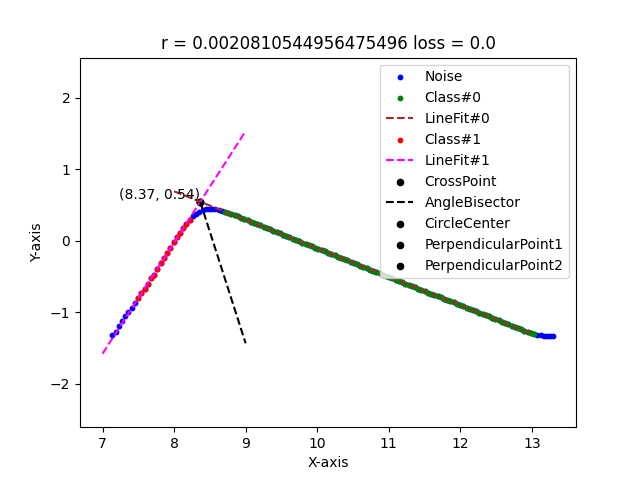 r = 0.0020810544956475496 loss = 0.0
Noise
Class#0
LineFit#0
Class#1
LineFit#1
CrossPoint
AngleBisector
CircleCenter
PerpendicularPoint1
PerpendicularPoint2
(8.37, 0.54)
Y-axis
2
1
0
−1
−2
7 8 9 10 11 12 13
X-axis